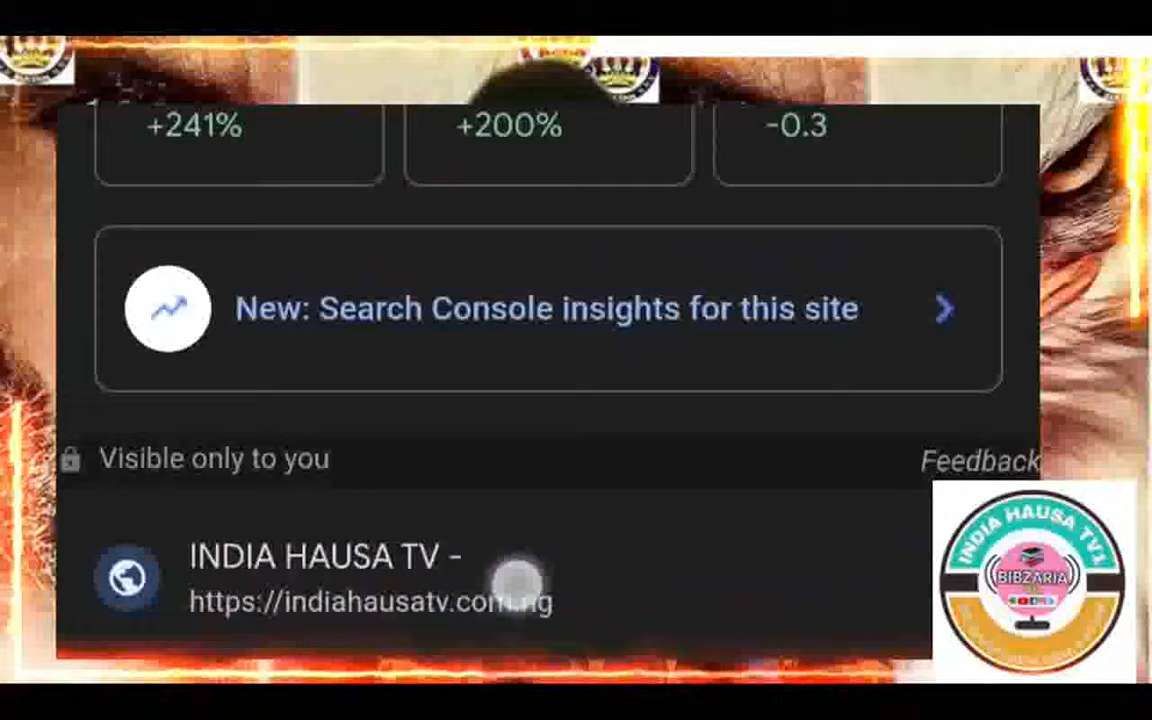 +241%
+200%
-0.3
New: Search Console insights for this site
Visible only to you
Feedback
INDIA HAUSA TV -
https://indiahausatv.com.ng
INDIA HAUSA TV1
BIBZARIA